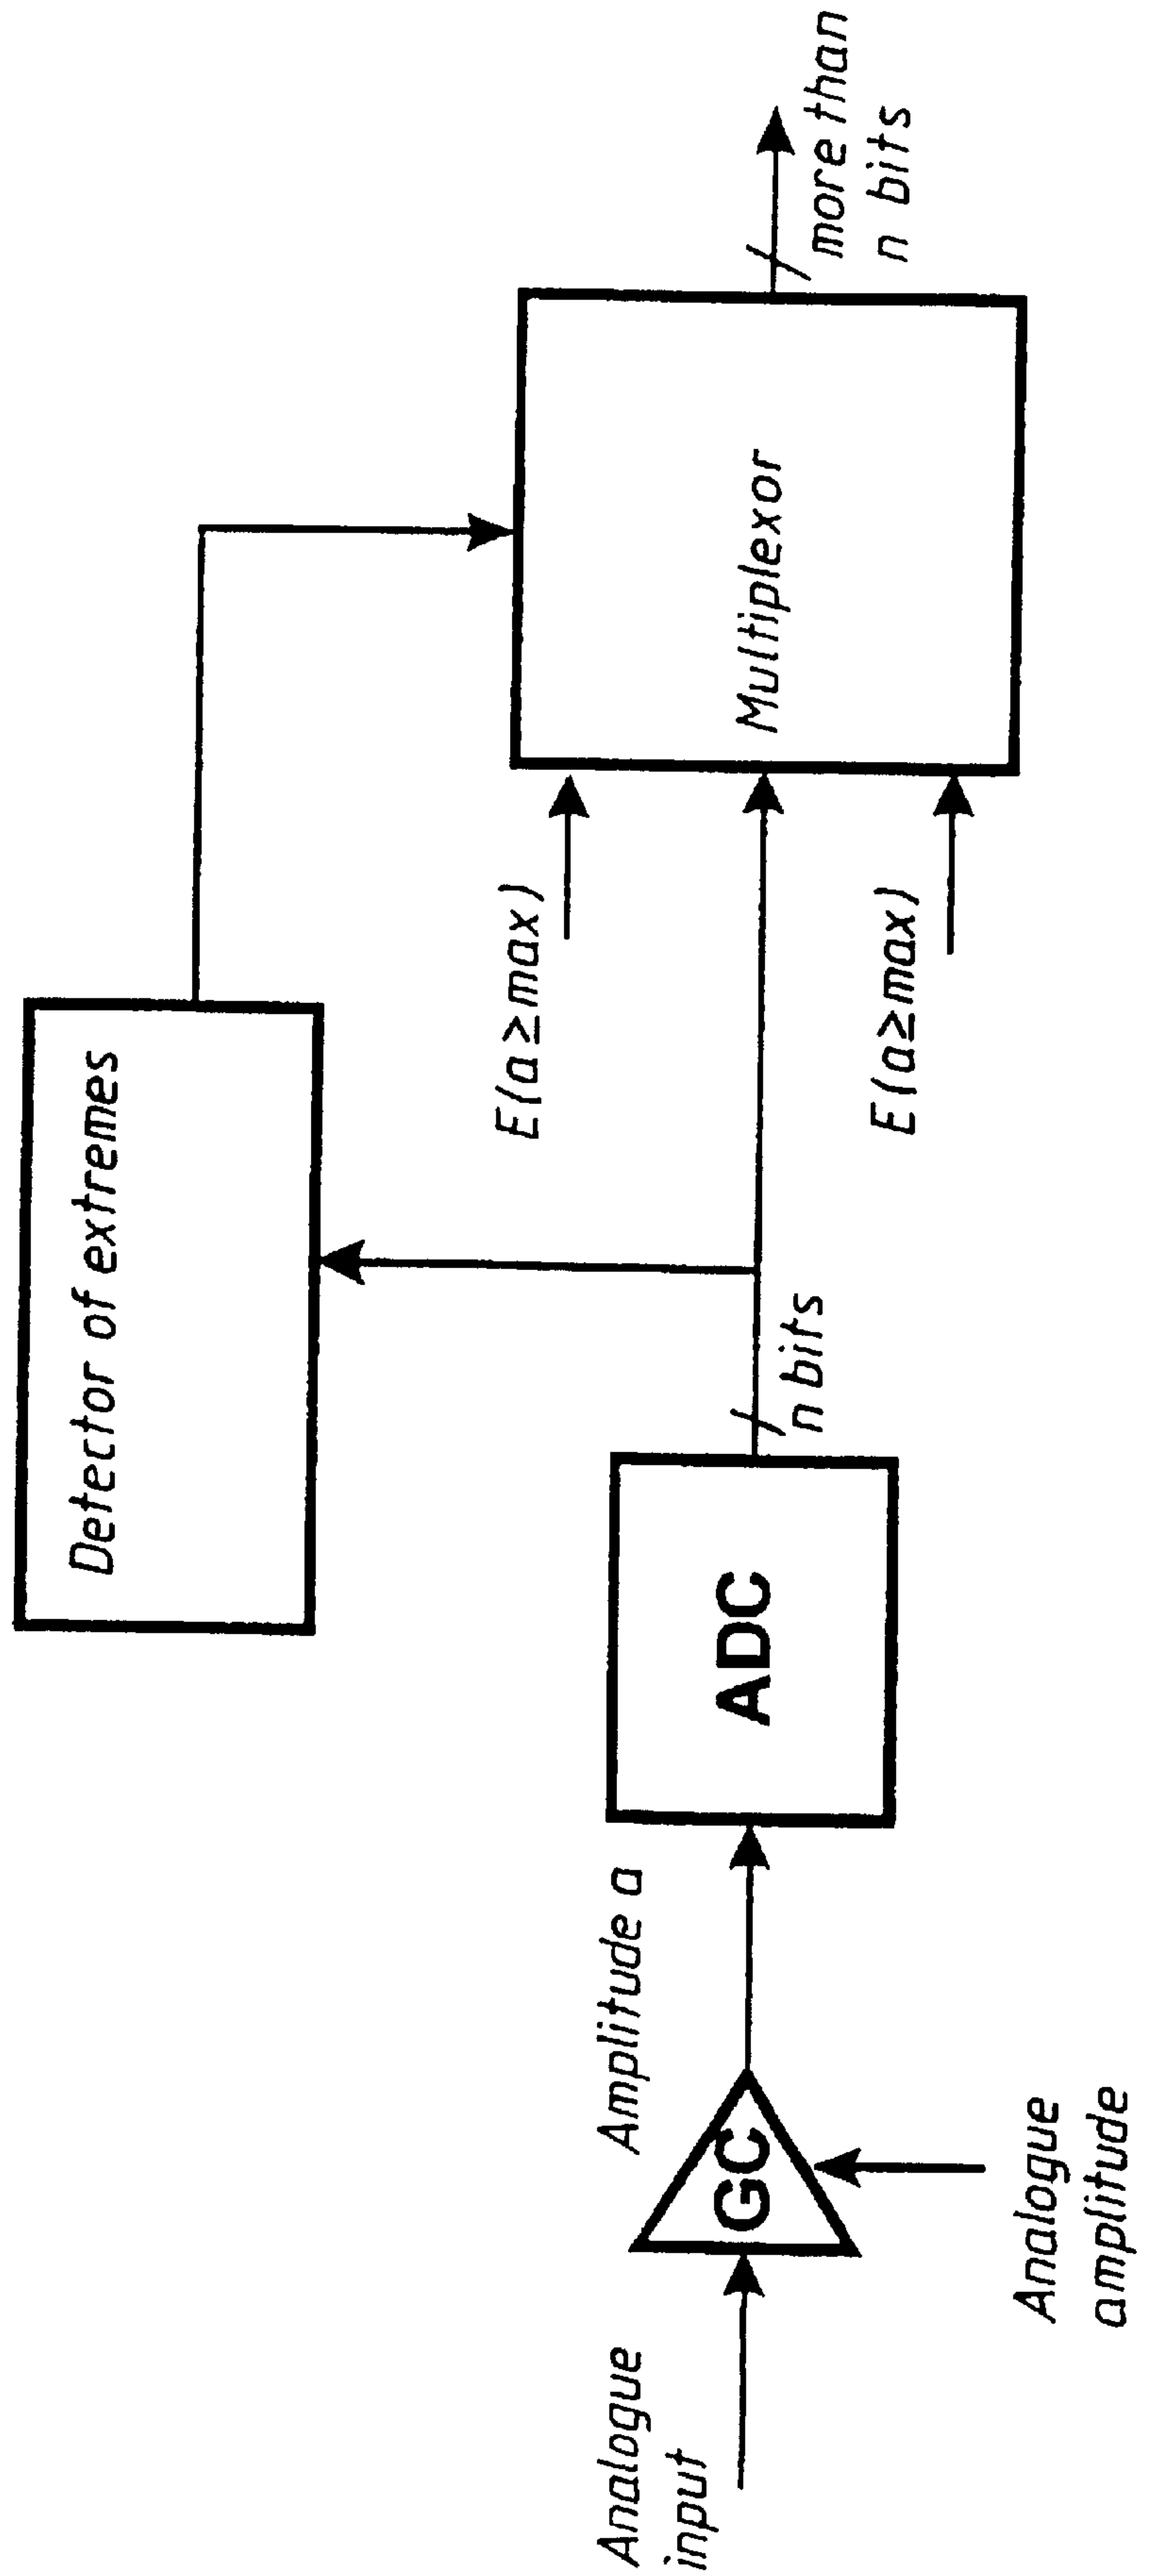 Detector of extremes
E(a≥max)
Multiplexor
E(a≥max)
more than
n bits
Analogue
input
GC
Analogue
amplitude
Amplitude a
ADC
n bits